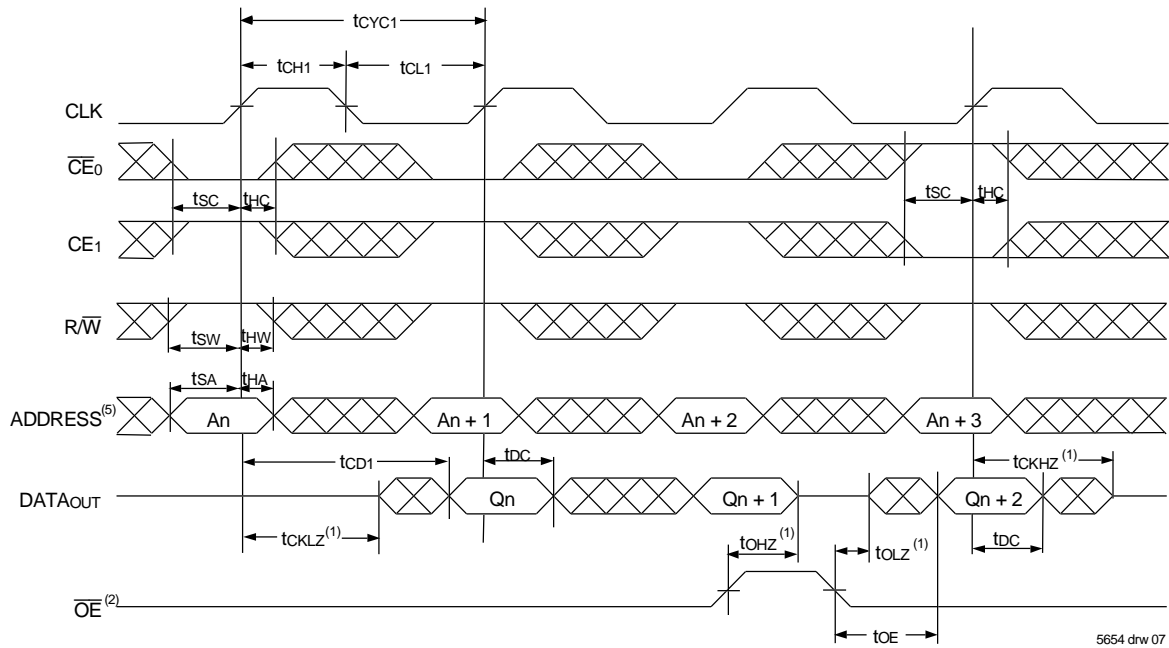 tCYC1
tCH1
tCL1
CLK
CE0
tSC
tHC
tSC
tHC
CE1
R/W
tSW
tHW
tSA
tHA
ADDRESS(5)
An
An + 1
An + 2
An + 3
tCD1
tDC
tCKHZ(1)
DATAOUT
Qn
Qn + 1
Qn + 2
tCKLZ(1)
tOHZ(1)
tOLZ(1)
tDC
OE(2)
tOE
5654 drw 07